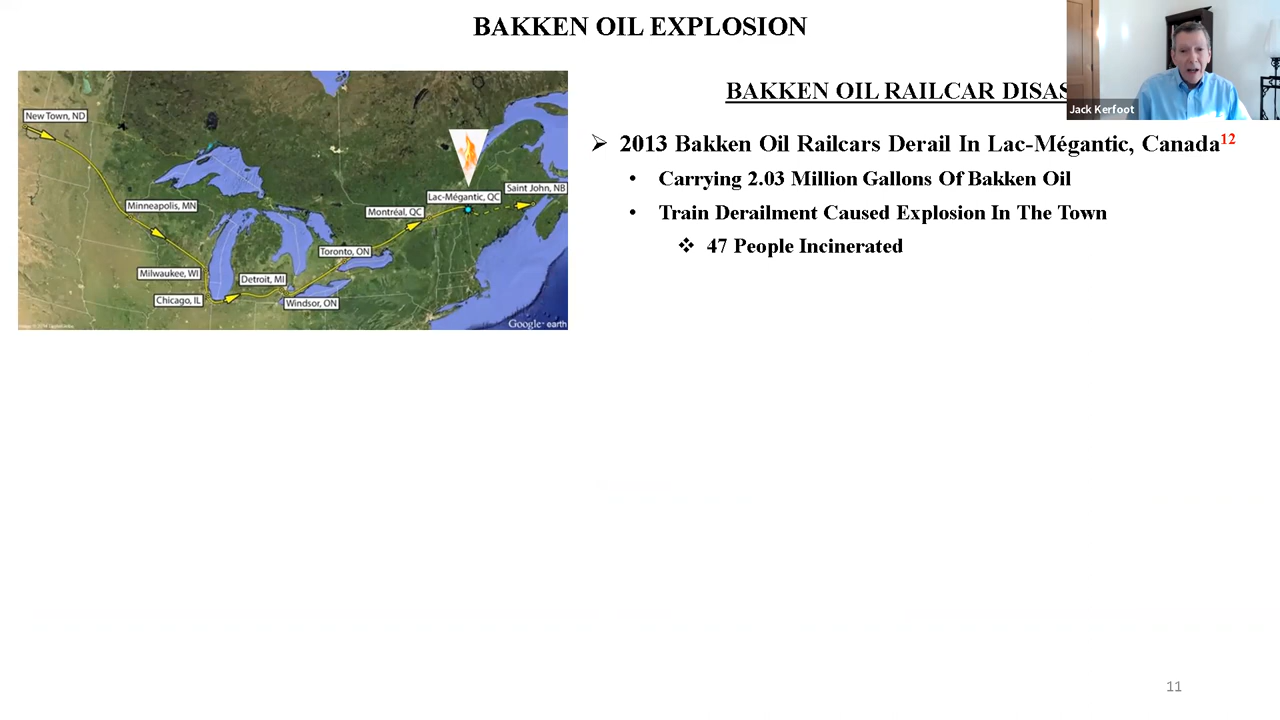 BAKKEN OIL EXPLOSION
BAKKEN OIL RAILCAR DISAS
Jack Kerfoot
➢ 2013 Bakken Oil Railcars Derail In Lac-Mégantic, Canada12
• Carrying 2.03 Million Gallons Of Bakken Oil
• Train Derailment Caused Explosion In The Town
❖ 47 People Incinerated
New Town, ND
Minneapolis, MN
Milwaukee, WI
Chicago, IL
Detroit, MI
Windsor, ON
Toronto, ON
Montréal, QC
Lac-Mégantic, QC
Saint John, NB
Google earth
11